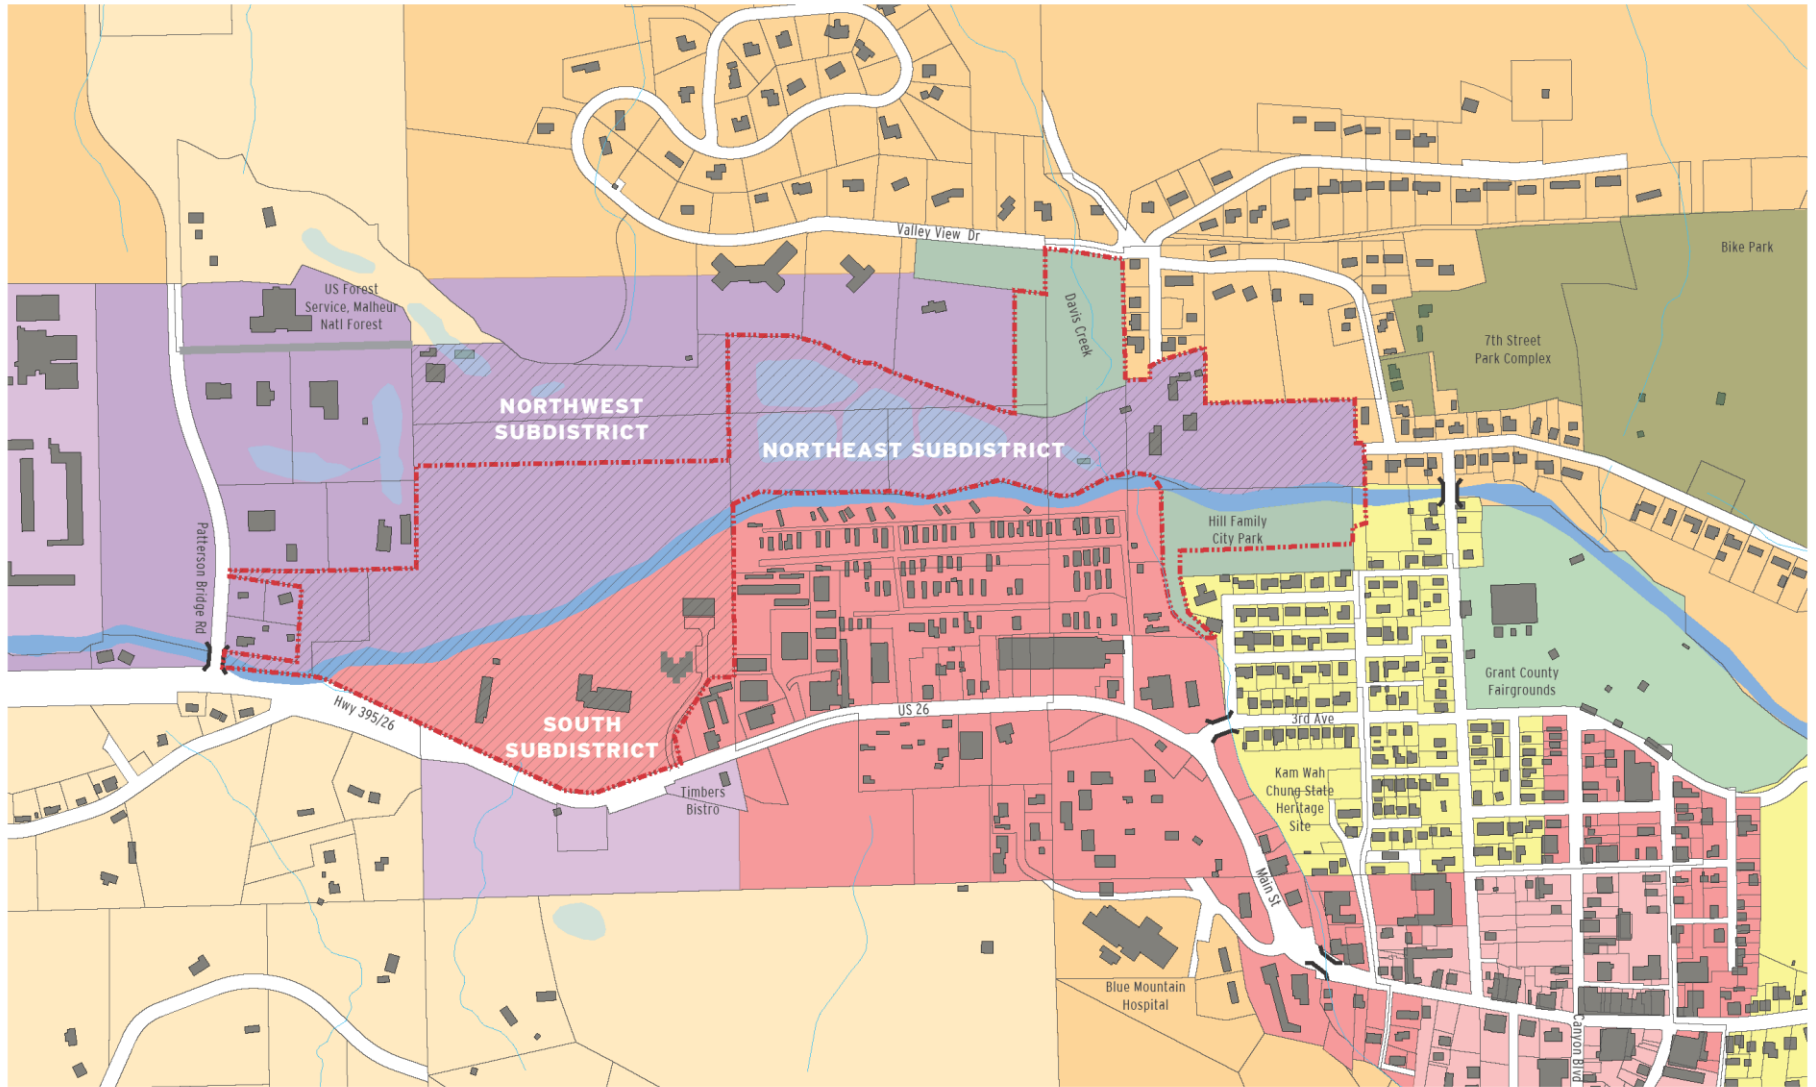 Valley View Dr
Bike Park
US Forest
Service, Malheur
Natl Forest
Davis Creek
7th Street
Park Complex
NORTHWEST
SUBDISTRICT
NORTHEAST SUBDISTRICT
Hill Family
City Park
Patterson Bridge Rd
Grant County
Fairgrounds
Hwy 395/26
US 26
3rd Ave
SOUTH
SUBDISTRICT
Timbers
Bistro
Kam Wah
Chung State
Heritage
Site
Main St
Blue Mountain
Hospital
Canyon Blvd